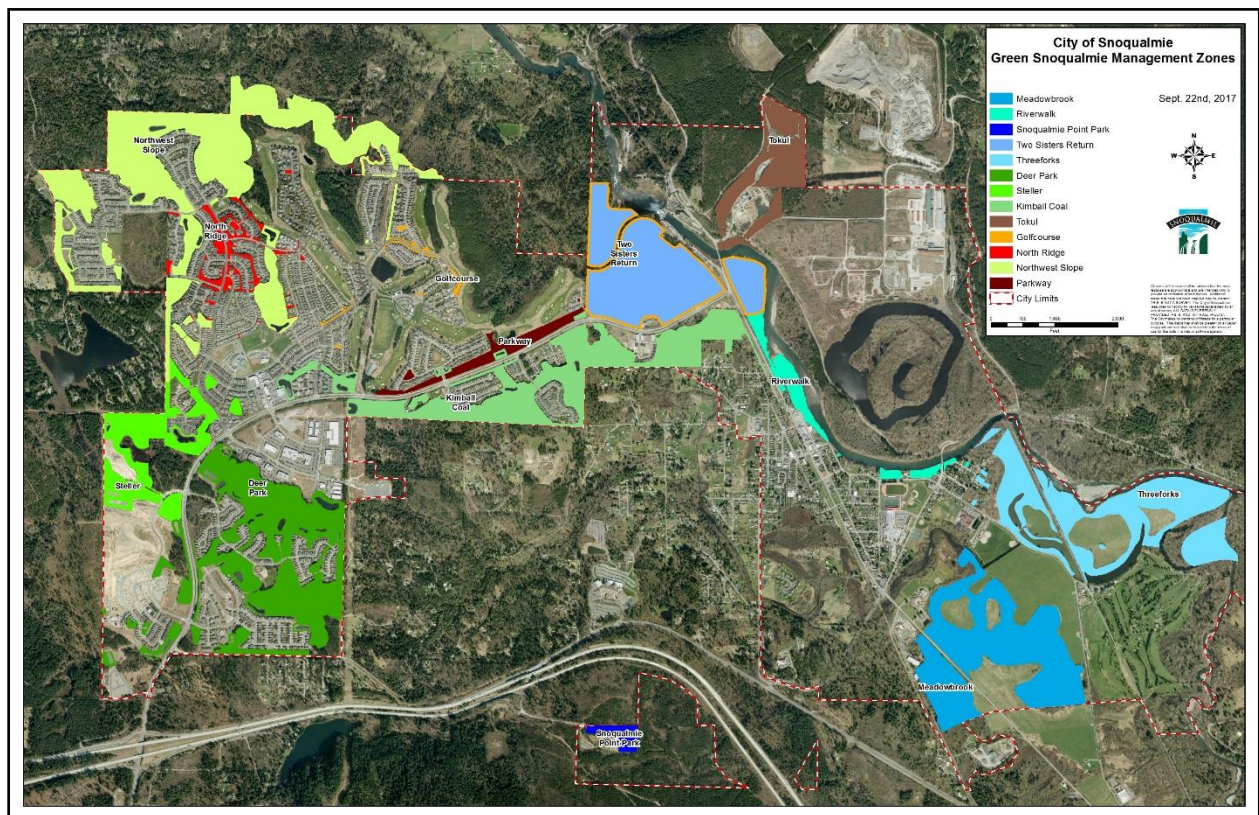 City of Snoqualmie
Green Snoqualmie Management Zones
Sept. 22nd, 2017
Meadowbrook
Riverwalk
Snoqualmie Point Park
Two Sisters Return
Threeforks
Deer Park
Steller
Kimball Coal
Tokul
Golfcourse
North Ridge
Northwest Slope
Parkway
City Limits
N
W
E
S
SNOQUALMIE
Feet
Northwest
Slope
North
Ridge
Golfcourse
Two
Sisters
Return
Tokul
Parkway
Kimball
Coal
Riverwalk
Steller
Deer
Park
Threeforks
Meadowbrook
Snoqualmie
Point Park